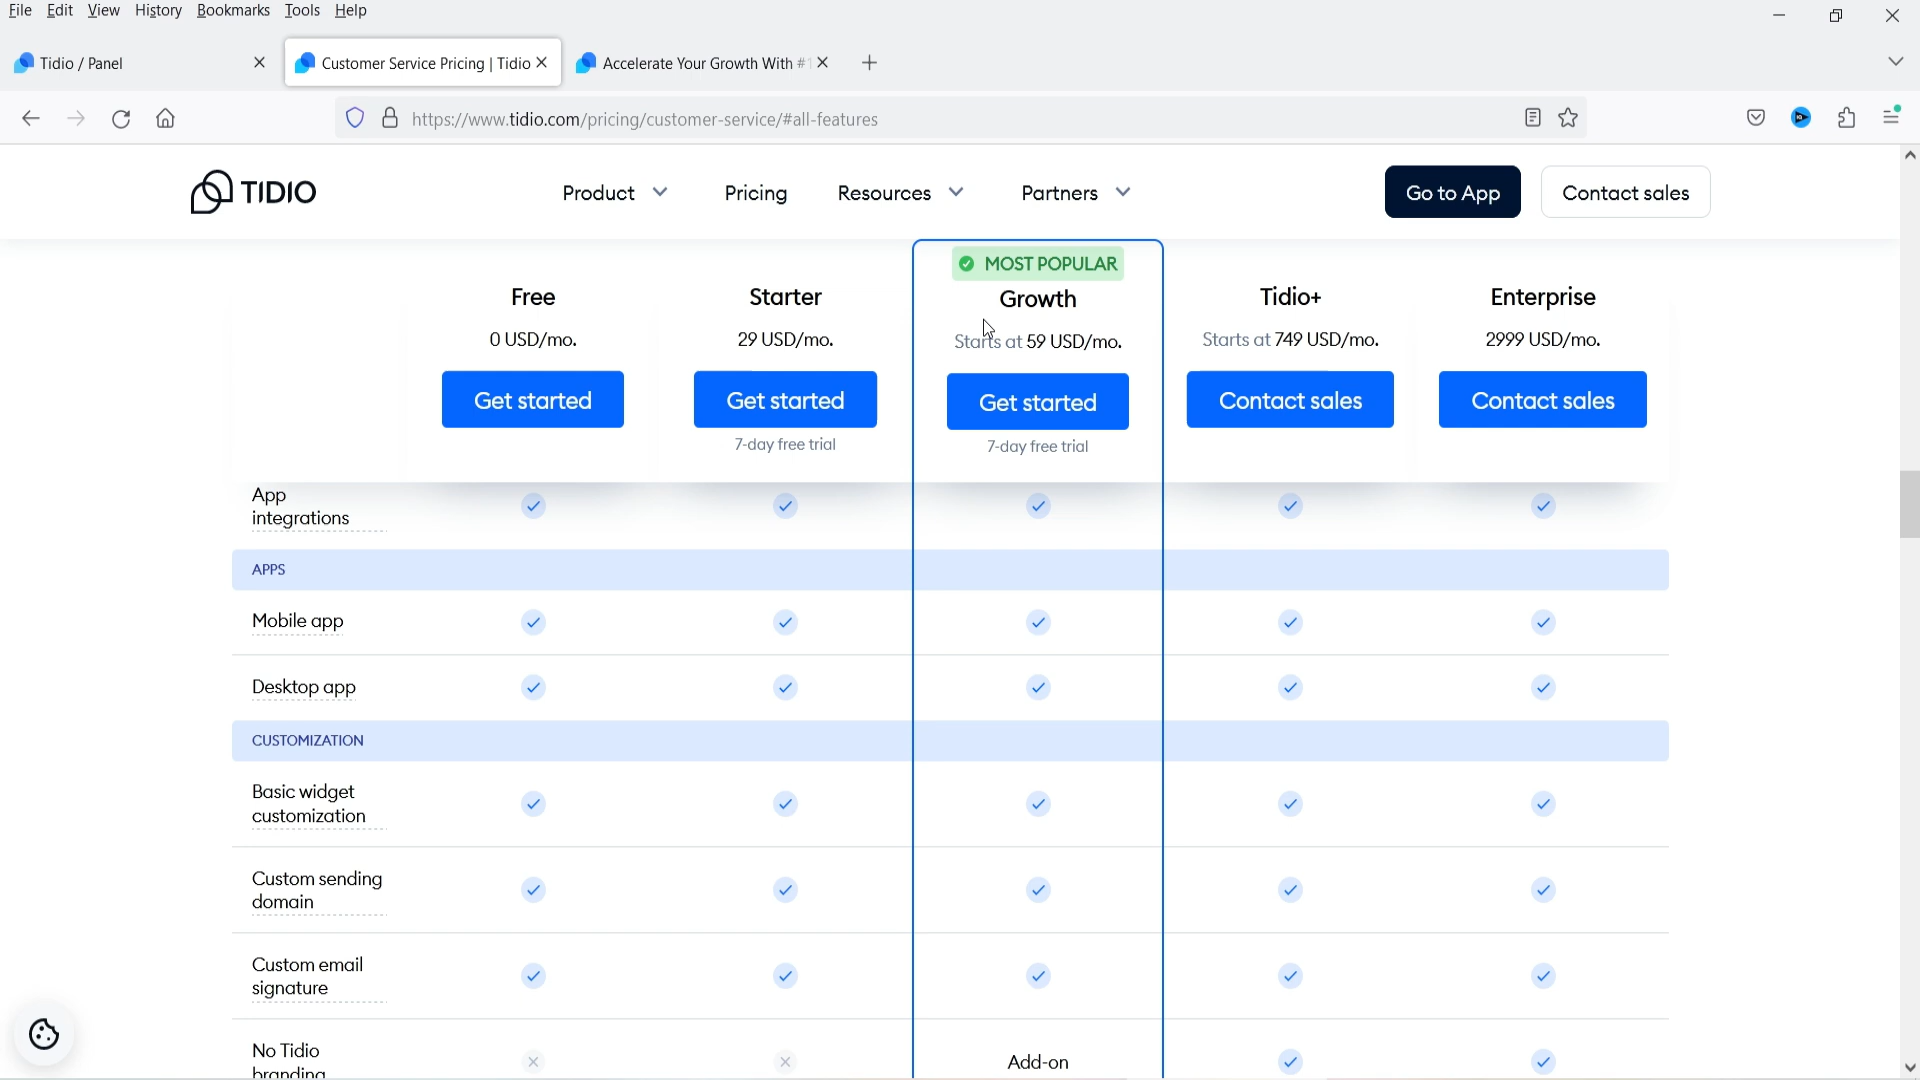 File Edit View History Bookmarks Tools Help
Tidio / Panel
Customer Service Pricing | Tidio
Accelerate Your Growth With #1
https://www.tidio.com/pricing/customer-service/#all-features
TIDIO
Product
Pricing
Resources
Partners
Go to App
Contact sales
MOST POPULAR
Free
Starter
Growth
Tidio+
Enterprise
0 USD/mo.
29 USD/mo.
Starts at 59 USD/mo.
Starts at 749 USD/mo.
2999 USD/mo.
Get started
Get started
Get started
Contact sales
Contact sales
7-day free trial
7-day free trial
App
integrations
APPS
Mobile app
Desktop app
CUSTOMIZATION
Basic widget
customization
Custom sending
domain
Custom email
signature
No Tidio
branding
Add-on